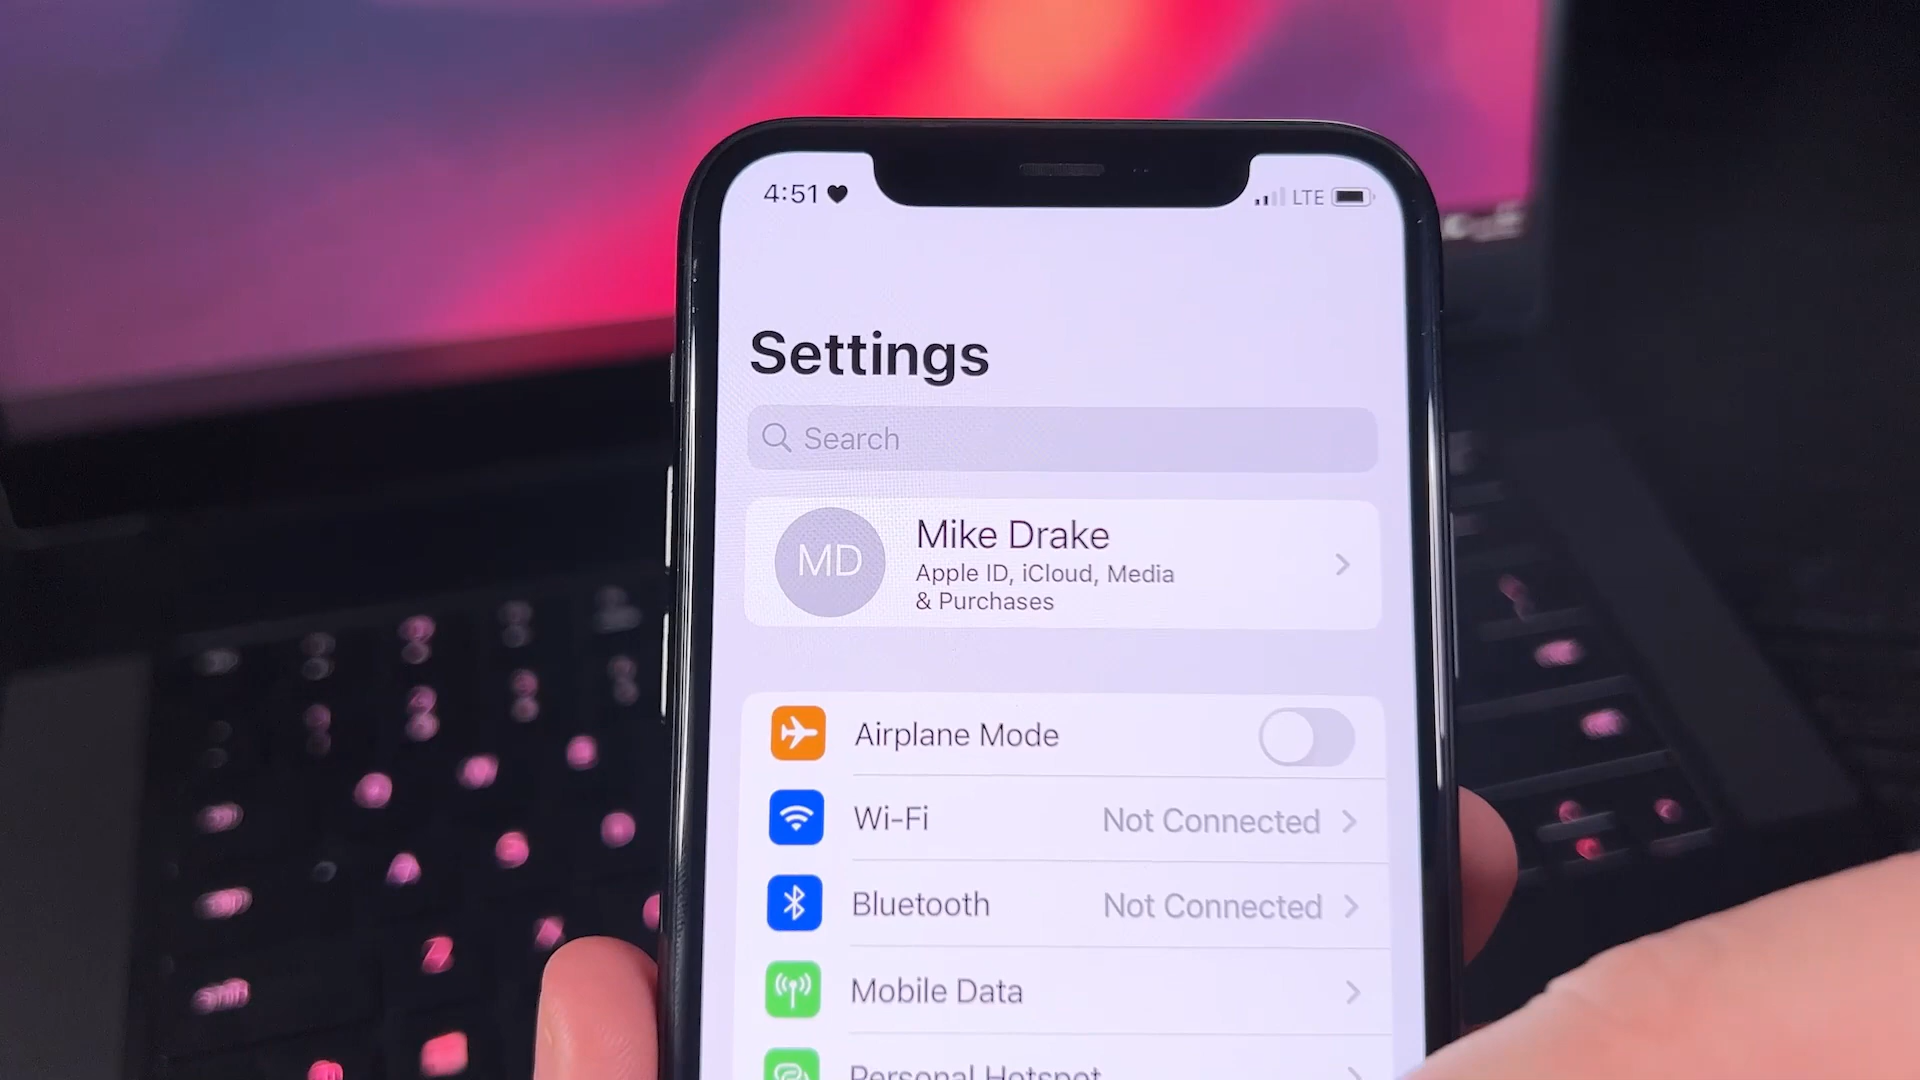 4:51 LTE
Settings
Search
MD
Mike Drake
Apple ID, iCloud, Media
& Purchases
Airplane Mode
Wi-Fi Not Connected
Bluetooth Not Connected
Mobile Data
Personal Hotspot